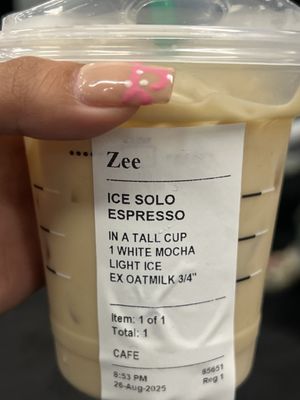 Zee
ICE SOLO
ESPRESSO
IN A TALL CUP
1 WHITE MOCHA
LIGHT ICE
EX OATMILK 3/4"
Item: 1 of 1
Total: 1
CAFE
85651
8:53 PM Reg 1
26-Aug-2025